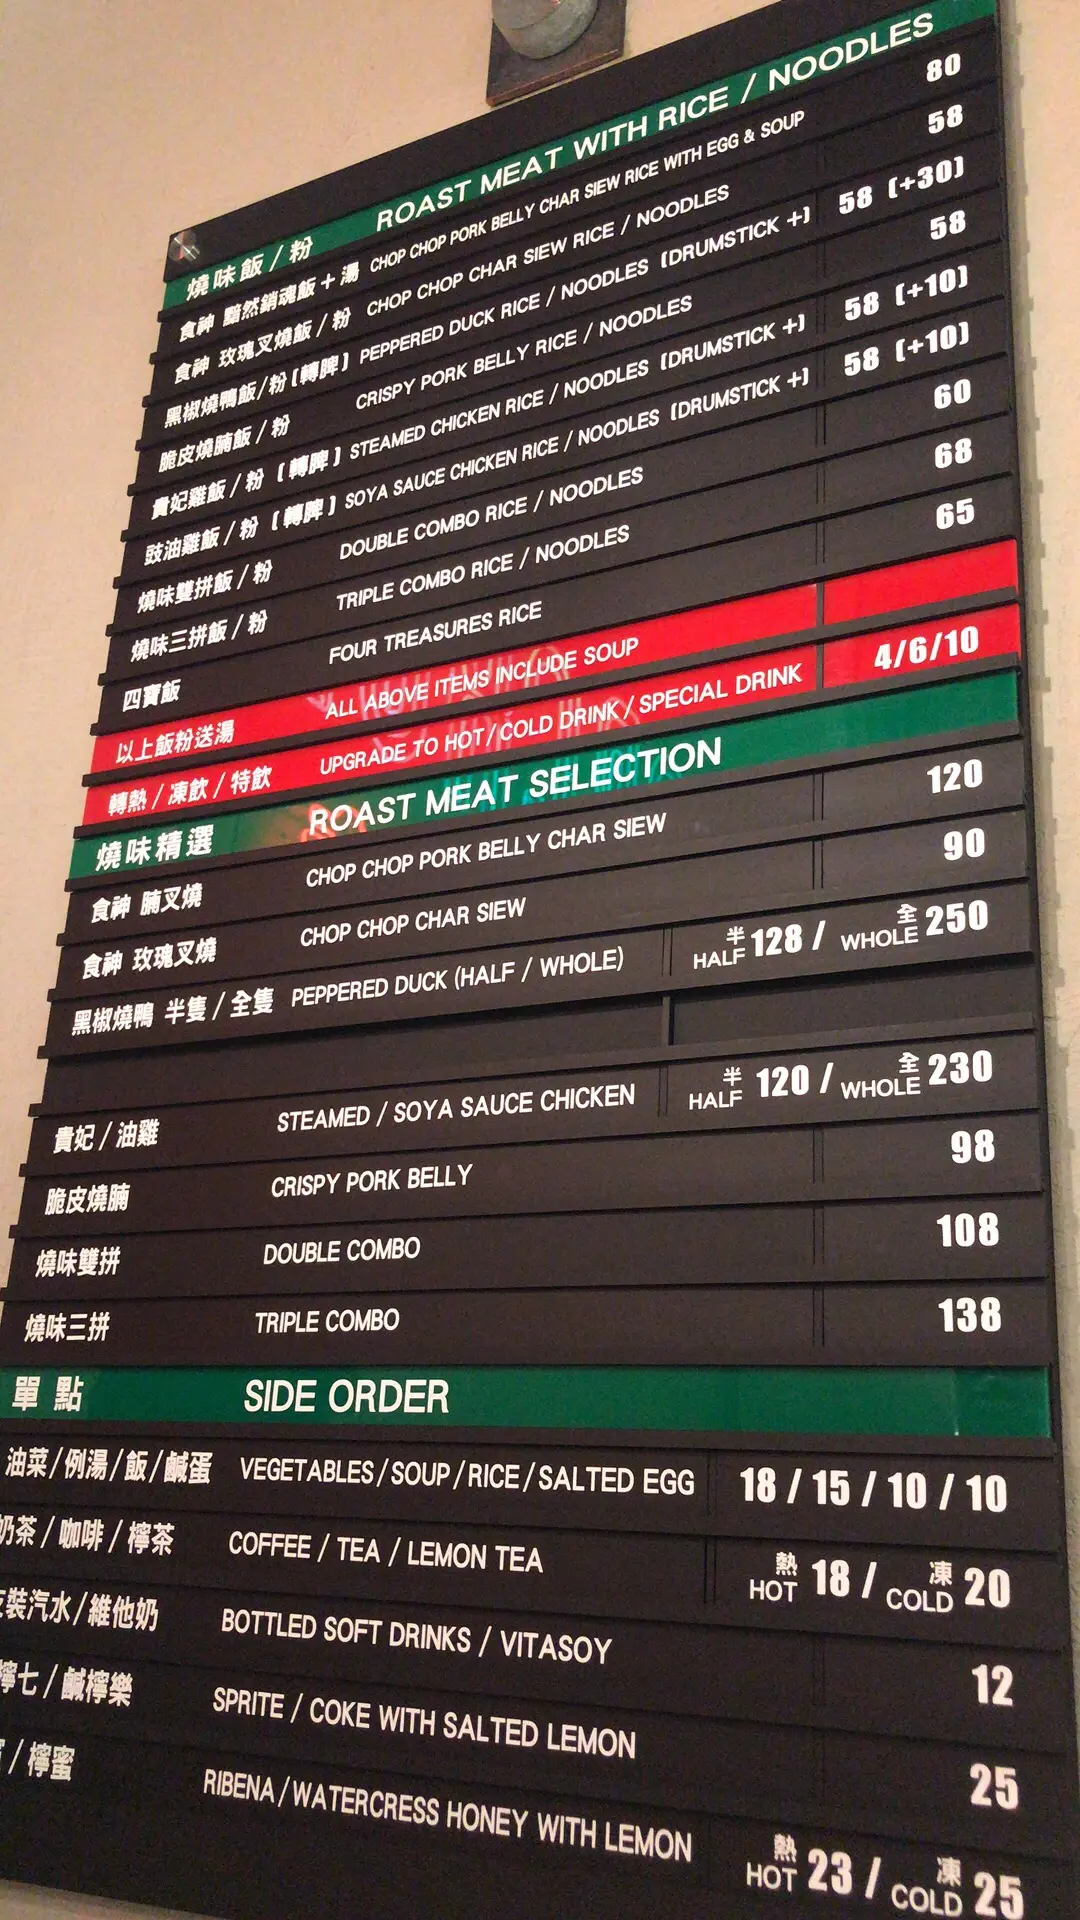 燒味飯/粉 ROAST MEAT WITH RICE / NOODLES
食神 黯然銷魂飯+湯 CHOP CHOP PORK BELLY CHAR SIEW RICE WITH EGG & SOUP 80
食神 玫瑰叉燒飯/粉 CHOP CHOP CHAR SIEW RICE / NOODLES 58
黑椒燒鴨飯/粉 [轉髀] PEPPERED DUCK RICE / NOODLES [DRUMSTICK +] 58 [+30]
脆皮燒腩飯/粉 CRISPY PORK BELLY RICE / NOODLES 58
貴妃雞飯/粉 [轉髀] STEAMED CHICKEN RICE / NOODLES [DRUMSTICK +] 58 [+10]
豉油雞飯/粉 [轉髀] SOYA SAUCE CHICKEN RICE / NOODLES [DRUMSTICK +] 58 [+10]
燒味雙拼飯/粉 DOUBLE COMBO RICE / NOODLES 60
燒味三拼飯/粉 TRIPLE COMBO RICE / NOODLES 68
四寶飯 FOUR TREASURES RICE 65
以上飯粉送湯 ALL ABOVE ITEMS INCLUDE SOUP
轉熱/凍飲/特飲 UPGRADE TO HOT/COLD DRINK/SPECIAL DRINK 4/6/10
燒味精選 ROAST MEAT SELECTION
食神 腩叉燒 CHOP CHOP PORK BELLY CHAR SIEW 120
食神 玫瑰叉燒 CHOP CHOP CHAR SIEW 90
黑椒燒鴨 半隻/全隻 PEPPERED DUCK (HALF / WHOLE) 半 HALF 128 / 全 WHOLE 250
貴妃/油雞 STEAMED / SOYA SAUCE CHICKEN 半 HALF 120 / 全 WHOLE 230
脆皮燒腩 CRISPY PORK BELLY 98
燒味雙拼 DOUBLE COMBO 108
燒味三拼 TRIPLE COMBO 138
單點 SIDE ORDER
油菜/例湯/飯/鹹蛋 VEGETABLES/SOUP/RICE/SALTED EGG 18 / 15 / 10 / 10
奶茶/咖啡/檸茶 COFFEE / TEA / LEMON TEA 熱 HOT 18 / 凍 COLD 20
裝汽水/維他奶 BOTTLED SOFT DRINKS / VITASOY 12
檸七/鹹檸樂 SPRITE / COKE WITH SALTED LEMON 25
/檸蜜 RIBENA/WATERCRESS HONEY WITH LEMON 熱 HOT 23 / 凍 COLD 25